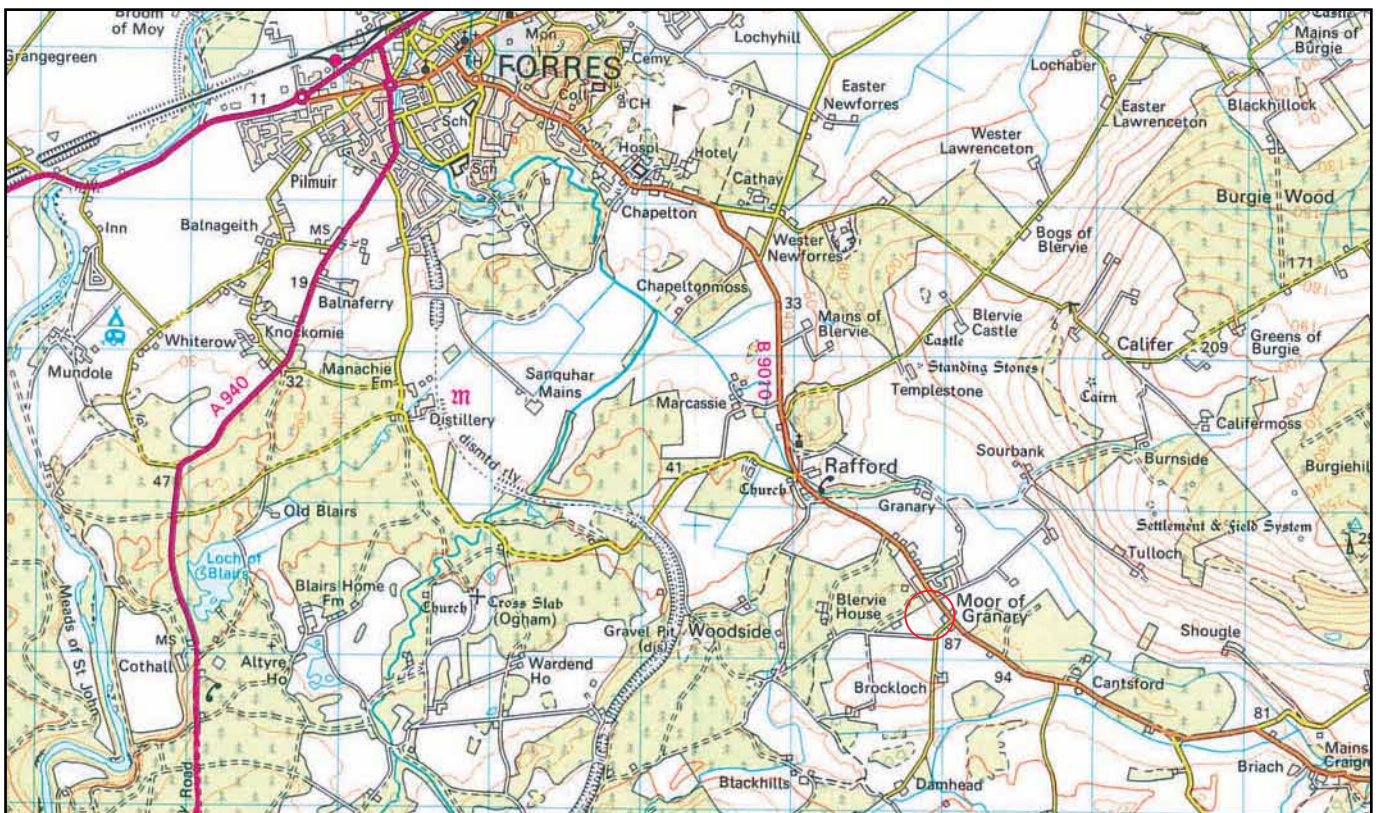 Broom
of Moy
Grangegreen
Mon
Lochyhill
Castle
Mains of
Burgie
TH
FORRES
Cemy
Coll
CH
Lochaber
Blackhillock
11
Easter
Newforres
Easter
Lawrenceton
Sch
Sch
Hospl
Hotel
Wester
Lawrenceton
Pilmuir
Cathay
Chapelton
Burgie Wood
Balnageith
MS
Inn
Wester
Newforres
Bogs of
Blervie
171
160
19
Balnaferry
Chapeltonmoss
33
Mains of
Blervie
Blervie
Castle
Castle
Califer
209
Greens of
Burgie
Knockomie
Whiterow
Mundole
A 940
32
Manachie
Fm
Sanquhar
Mains
B 9010
Standing Stones
Templestone
Cairn
Marcassie
Distillery
M
Califermoss
dismtd rly
Sourbank
Burnside
Burgiehill
47
41
Church
Rafford
Granary
Old Blairs
Settlement & Field System
Tulloch
Loch of
Blairs
Meads of St John
Blairs Home
Fm
Church
Cross Slab
(Ogham)
Blervie
House
Moor of
Granary
Gravel Pit
(dis)
Woodside
87
Shougle
MS
Cothall
Altyre
Ho
Wardend
Ho
Brockloch
94
Cantsford
81
Mains
Craign
Briach
Road
Blackhills
Damhead